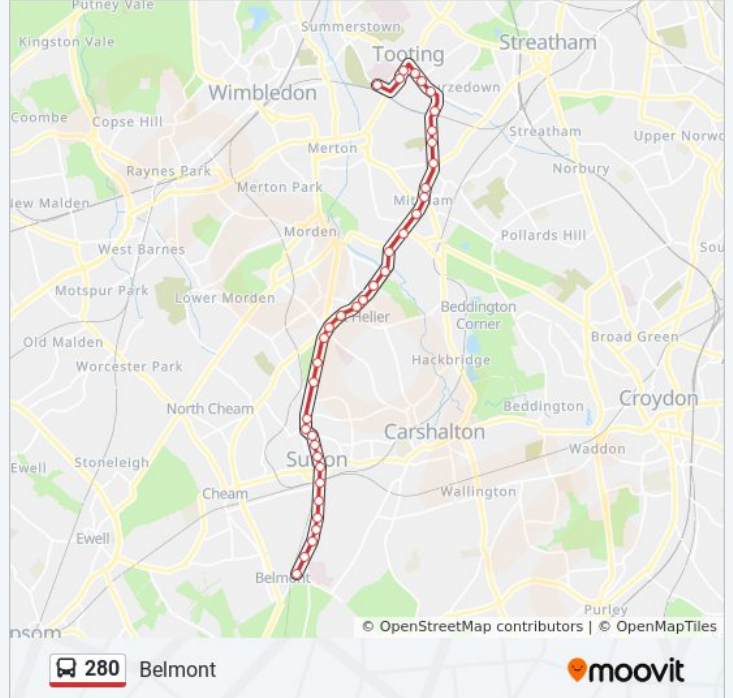 Putney Vale
Summerstown
Kingston Vale
Tooting
Streatham
Wimbledon
rzedown
Coombe
Copse Hill
Streatham
Upper Norwo
Merton
Raynes Park
Norbury
Merton Park
Mitcham
New Malden
Morden
Pollards Hill
West Barnes
Sou
Motspur Park
Lower Morden
Beddington
Corner
Helier
Broad Green
Old Malden
Hackbridge
Worcester Park
Croydon
North Cheam
Beddington
Carshalton
Waddon
Sutton
Ewell
Stoneleigh
Cheam
Wallington
Ewell
Belmont
Purley
psom
© OpenStreetMap contributors | © OpenMapTiles
280 Belmont
moovit